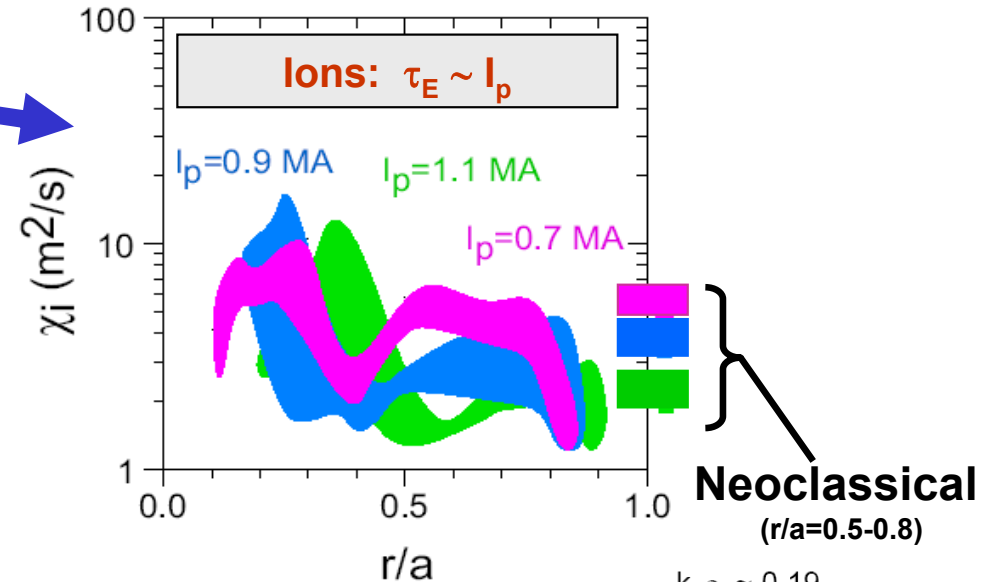 100
Ions: τE ~ Ip
Ip=0.9 MA
Ip=1.1 MA
Ip=0.7 MA
10
χi (m2/s)
1
0.0
0.5
1.0
r/a
Neoclassical
(r/a=0.5-0.8)